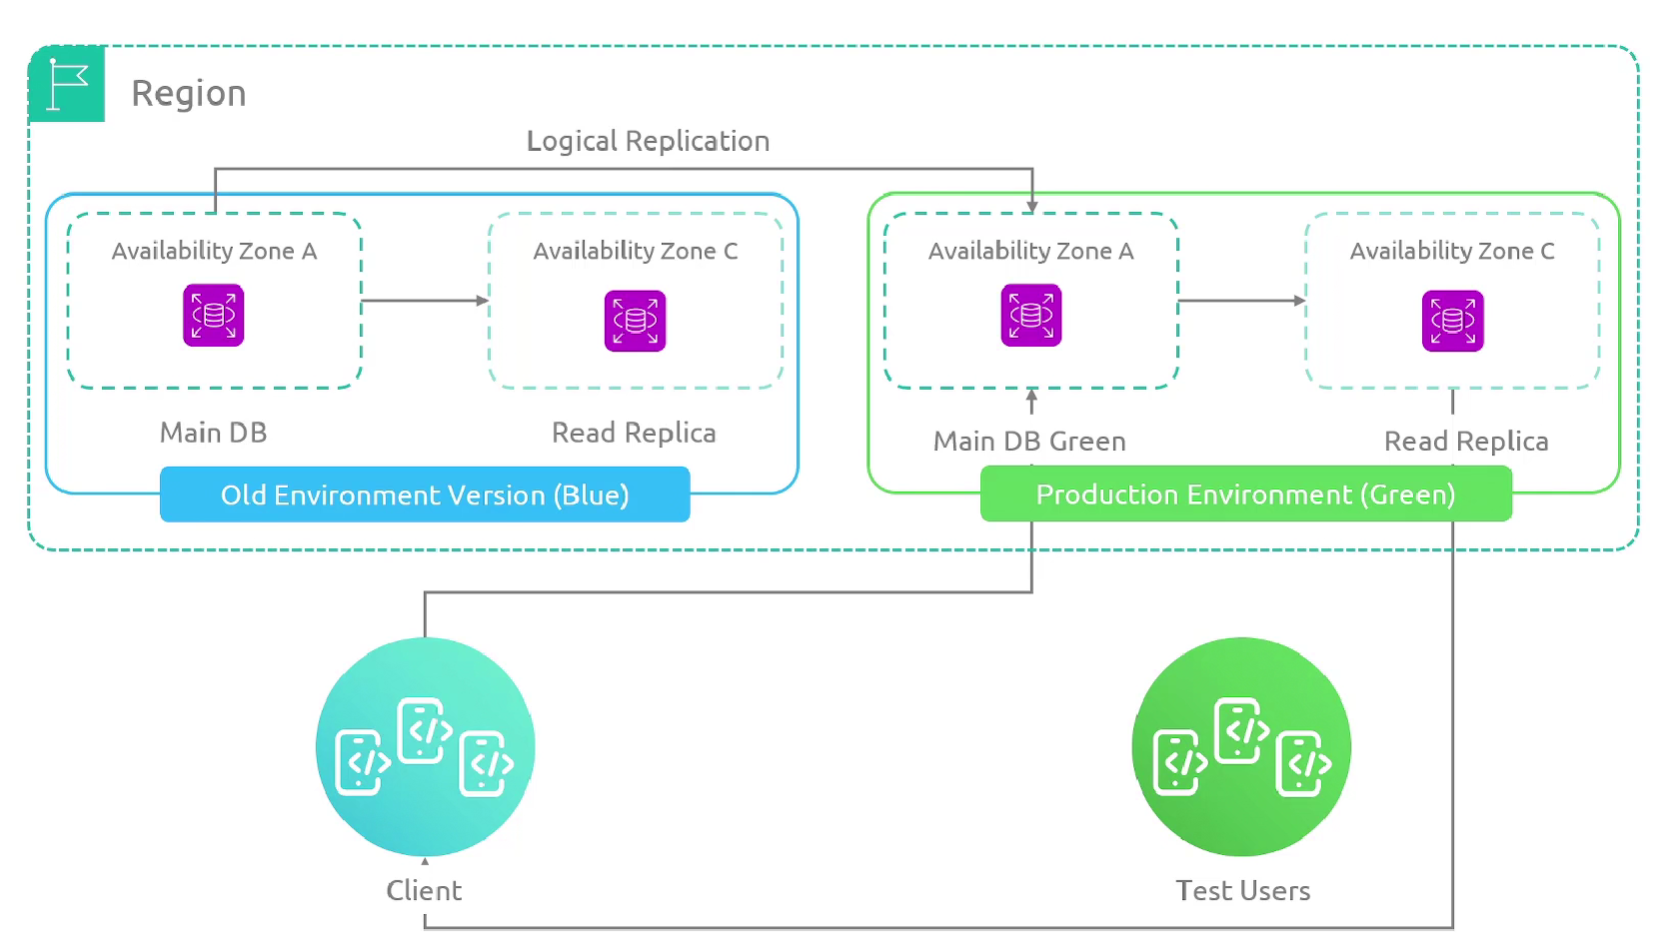 Region
Logical Replication
Availability Zone A
Availability Zone C
Main DB
Read Replica
Old Environment Version (Blue)
Availability Zone A
Availability Zone C
Main DB Green
Read Replica
Production Environment (Green)
Client
Test Users